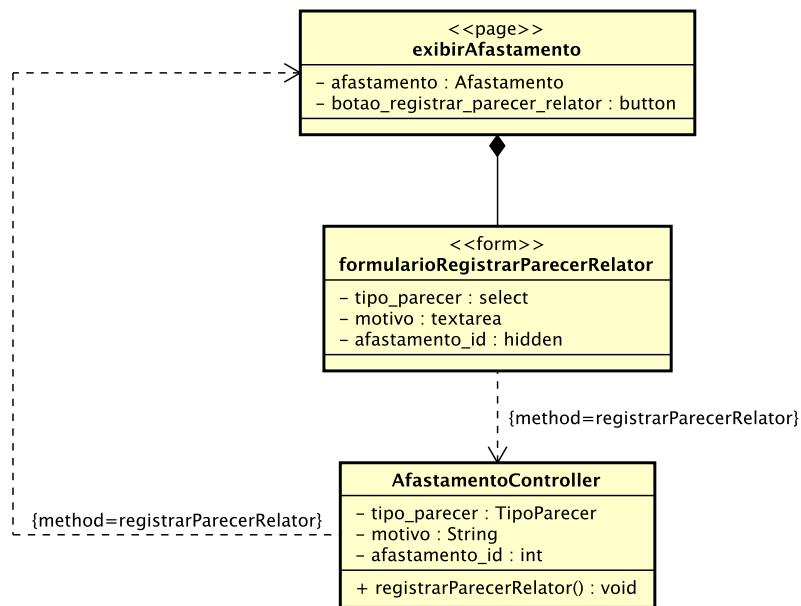 <<page>>
exibirAfastamento
- afastamento : Afastamento
- botao_registrar_parecer_relator : button
<<form>>
formularioRegistrarParecerRelator
- tipo_parecer : select
- motivo : textarea
- afastamento_id : hidden
{method=registrarParecerRelator}
AfastamentoController
- tipo_parecer : TipoParecer
- motivo : String
- afastamento_id : int
+ registrarParecerRelator() : void
{method=registrarParecerRelator}